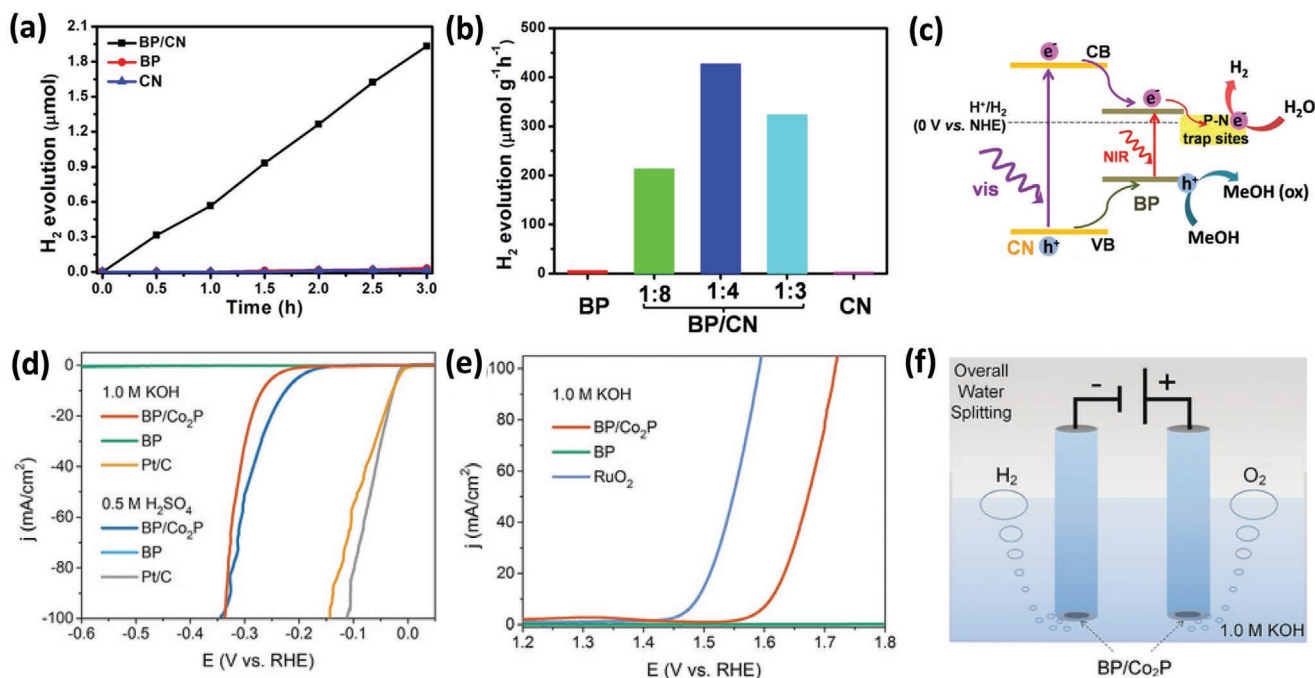 (a)
BP/CN
BP
CN
H₂ evolution (μmol)
2.1
1.8
1.5
1.2
0.9
0.6
0.3
0.0
0.0 0.5 1.0 1.5 2.0 2.5 3.0
Time (h)
(b)
H₂ evolution (μmol g⁻¹h⁻¹)
500
400
300
200
100
0
BP 1:8 1:4 1:3 CN
BP/CN
(c)
e⁻ CB
H⁺/H₂
(0 V vs. NHE)
e⁻
H₂
H₂O
P-N e⁻
trap sites
NIR
vis
h⁺
BP
MeOH (ox)
MeOH
CN h⁺ VB
(d)
j (mA/cm²)
0
-20
-40
-60
-80
-100
1.0 M KOH
BP/Co₂P
BP
Pt/C
0.5 M H₂SO₄
BP/Co₂P
BP
Pt/C
-0.6 -0.5 -0.4 -0.3 -0.2 -0.1 0.0
E (V vs. RHE)
(e)
j (mA/cm²)
100
80
60
40
20
0
1.0 M KOH
BP/Co₂P
BP
RuO₂
1.2 1.3 1.4 1.5 1.6 1.7 1.8
E (V vs. RHE)
(f)
Overall
Water
Splitting
- +
H₂
O₂
1.0 M KOH
BP/Co₂P